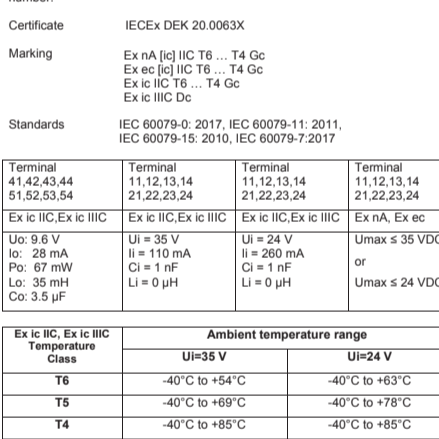 Certificate IECEx DEK 20.0063X
Marking Ex nA [ic] IIC T6 ... T4 Gc
Ex ec [ic] IIC T6 ... T4 Gc
Ex ic IIC T6 ... T4 Gc
Ex ic IIIC Dc
Standards IEC 60079-0: 2017, IEC 60079-11: 2011,
IEC 60079-15: 2010, IEC 60079-7:2017
Terminal Terminal Terminal Terminal
41,42,43,44 11,12,13,14 11,12,13,14 11,12,13,14
51,52,53,54 21,22,23,24 21,22,23,24 21,22,23,24
Ex ic IIC,Ex ic IIIC Ex ic IIC,Ex ic IIIC Ex ic IIC,Ex ic IIIC Ex nA, Ex ec
Uo: 9.6 V Ui = 35 V Ui = 24 V Umax ≤ 35 VDC
Io: 28 mA Ii = 110 mA Ii = 260 mA or
Po: 67 mW Ci = 1 nF Ci = 1 nF
Lo: 35 mH Li = 0 µH Li = 0 µH Umax ≤ 24 VDC
Co: 3.5 µF
Ex ic IIC, Ex ic IIIC Ambient temperature range
Temperature
Class Ui=35 V Ui=24 V
T6 -40°C to +54°C -40°C to +63°C
T5 -40°C to +69°C -40°C to +78°C
T4 -40°C to +85°C -40°C to +85°C